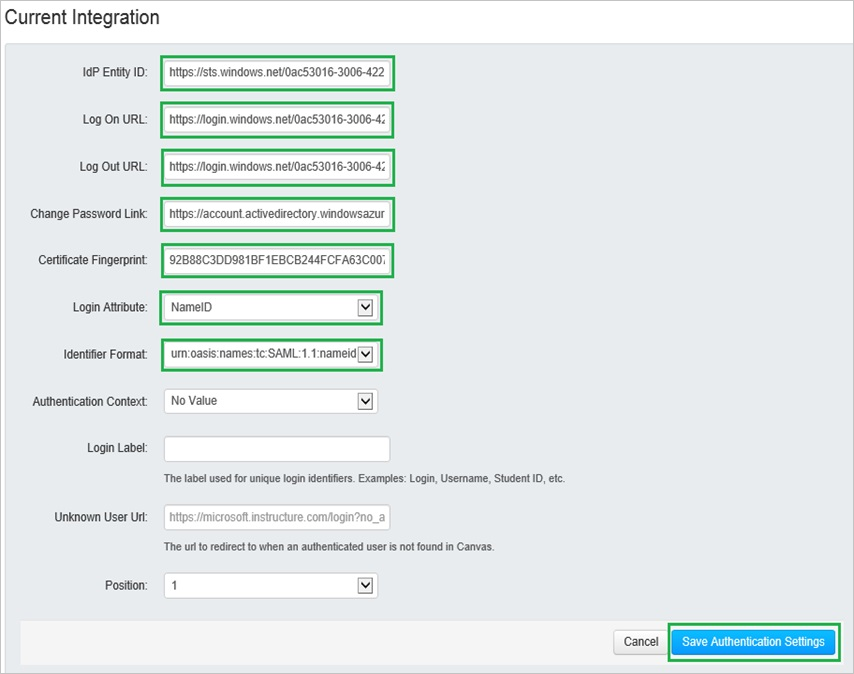 Current Integration
IdP Entity ID: https://sts.windows.net/0ac53016-3006-422
Log On URL: https://login.windows.net/0ac53016-3006-42
Log Out URL: https://login.windows.net/0ac53016-3006-42
Change Password Link: https://account.activedirectory.windowsazur
Certificate Fingerprint: 92B88C3DD981BF1EBCB244FCFA63C007
Login Attribute: NameID
Identifier Format: urn:oasis:names:tc:SAML:1.1:nameid
Authentication Context: No Value
Login Label:
The label used for unique login identifiers. Examples: Login, Username, Student ID, etc.
Unknown User Url: https://microsoft.instructure.com/login?no_a
The url to redirect to when an authenticated user is not found in Canvas.
Position: 1
Cancel Save Authentication Settings